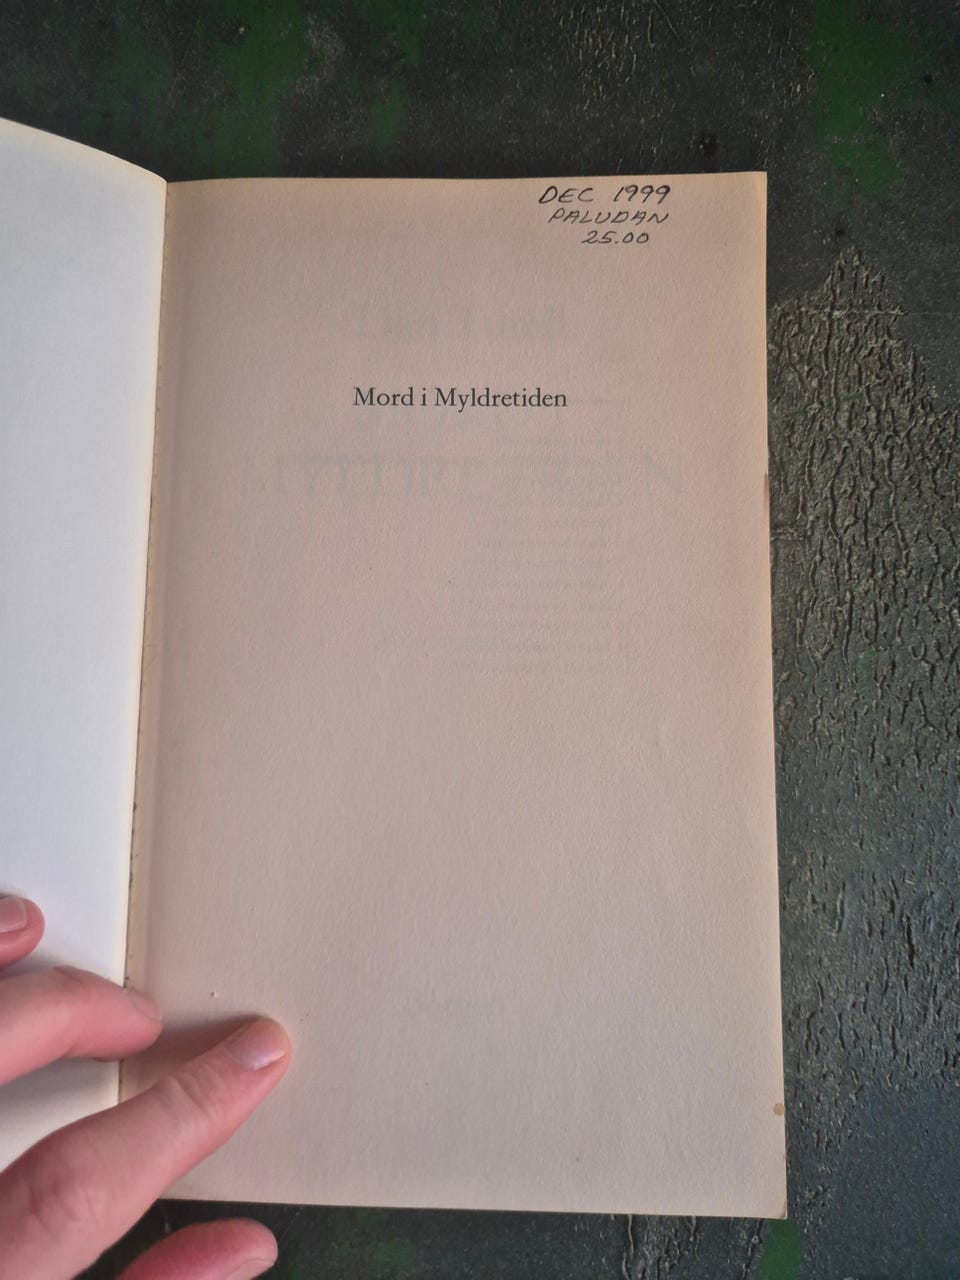 DEC 1999
PALUDAN
25.00
Mord i Myldretiden